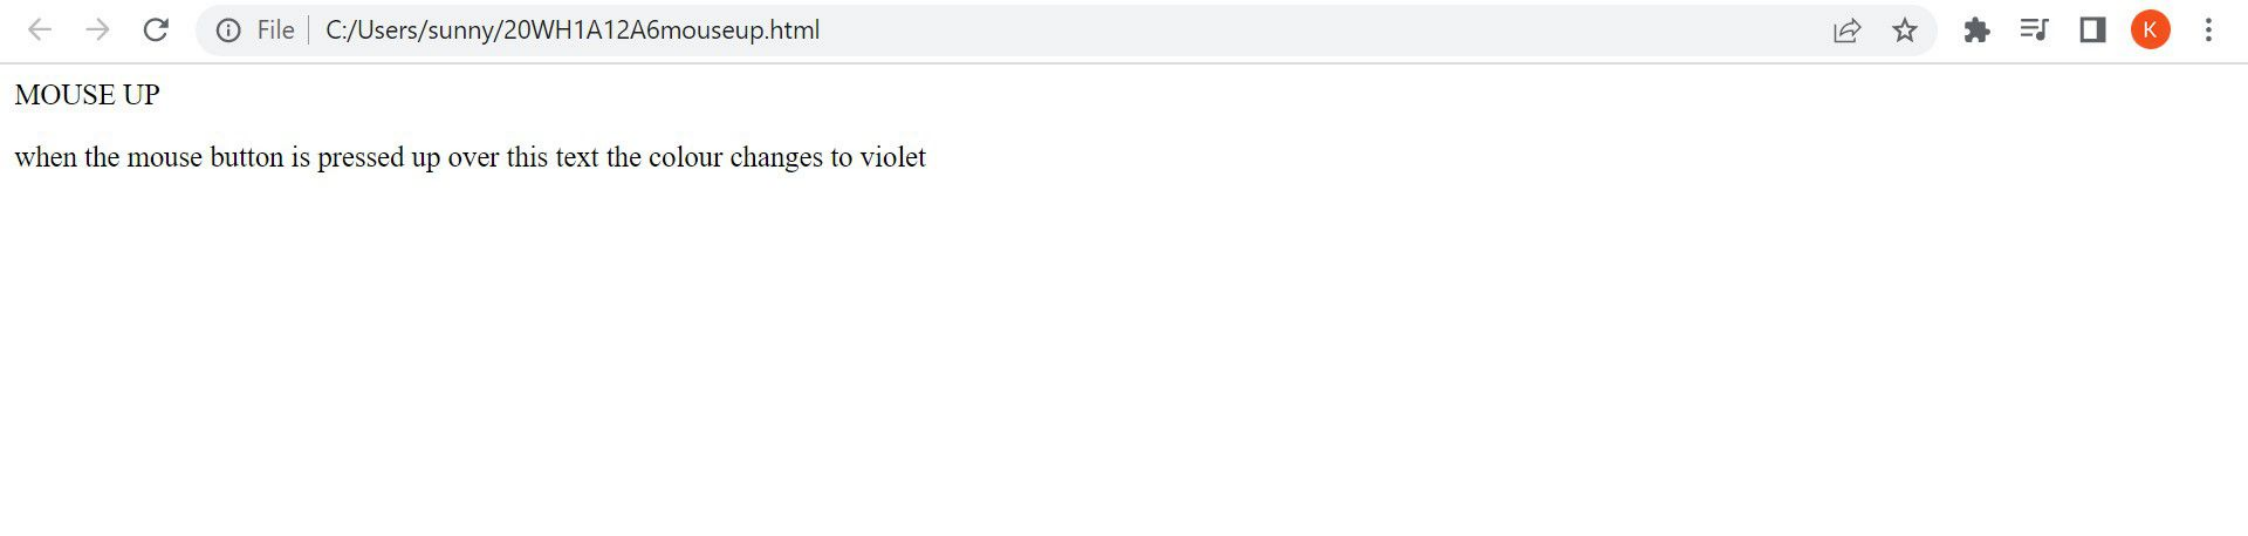 File C:/Users/sunny/20WH1A12A6mouseup.html K
MOUSE UP
when the mouse button is pressed up over this text the colour changes to violet